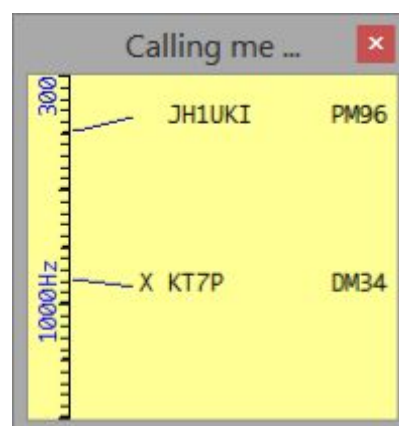 Calling me ...
300
JH1UKI PM96
X KT7P DM34
1000Hz